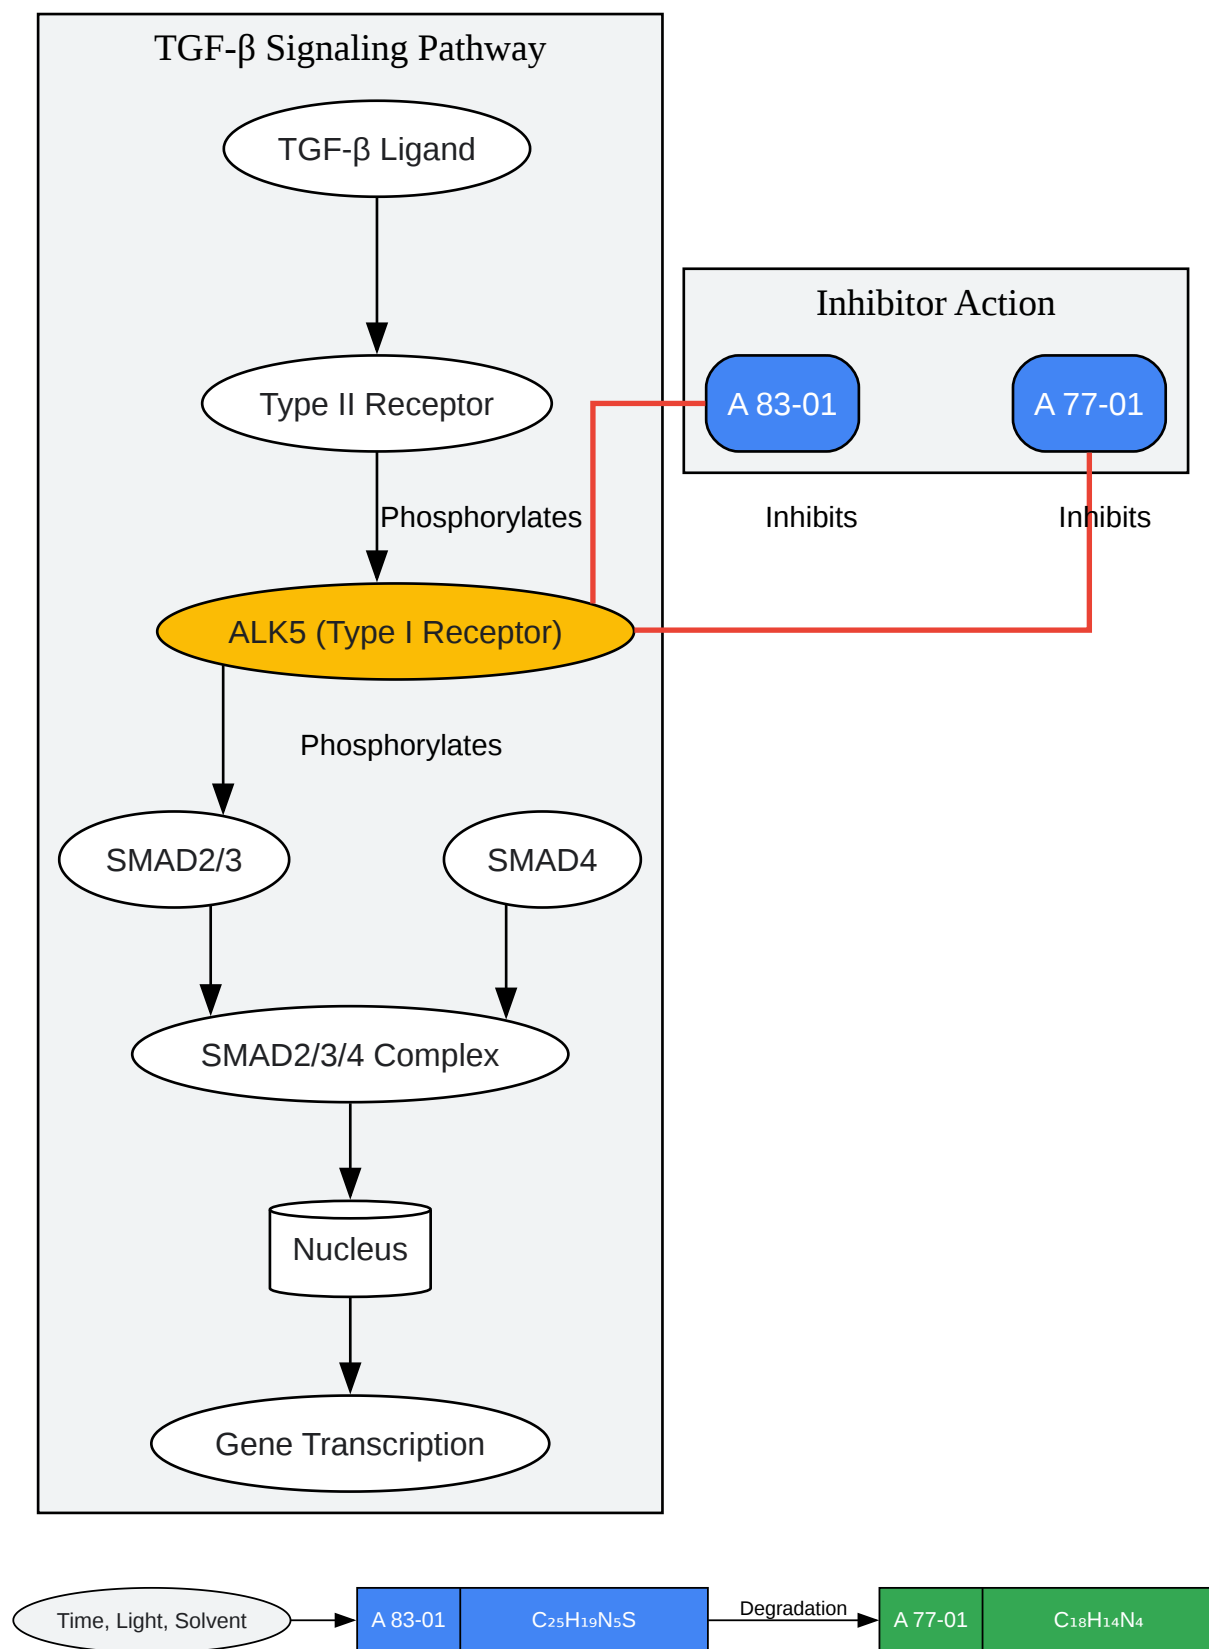 TGF-β Signaling Pathway
TGF-β Ligand
Inhibitor Action
Type II Receptor
A 83-01
A 77-01
Phosphorylates
Inhibits
Inhibits
ALK5 (Type I Receptor)
Phosphorylates
SMAD2/3
SMAD4
SMAD2/3/4 Complex
Nucleus
Gene Transcription
Time, Light, Solvent
A 83-01
C₂₅H₁₉N₅S
Degradation
A 77-01
C₁₈H₁₄N₄